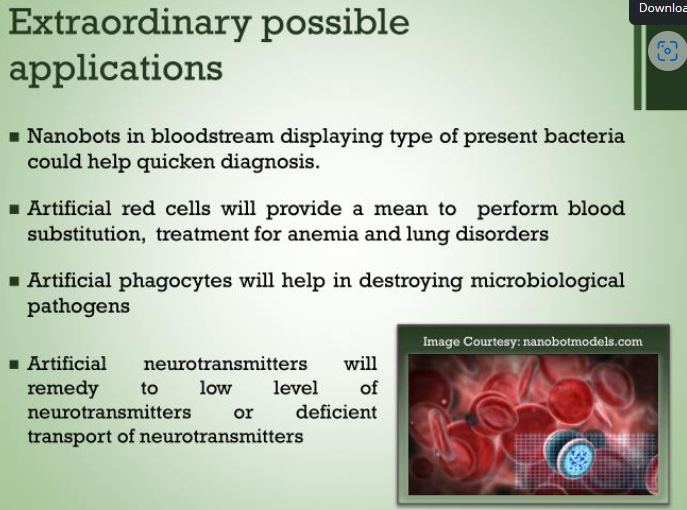 Extraordinary possible
applications
Nanobots in bloodstream displaying type of present bacteria
could help quicken diagnosis.
Artificial red cells will provide a mean to perform blood
substitution, treatment for anemia and lung disorders
Artificial phagocytes will help in destroying microbiological
pathogens
Artificial neurotransmitters will
remedy to low level of
neurotransmitters or deficient
transport of neurotransmitters
Image Courtesy: nanobotmodels.com